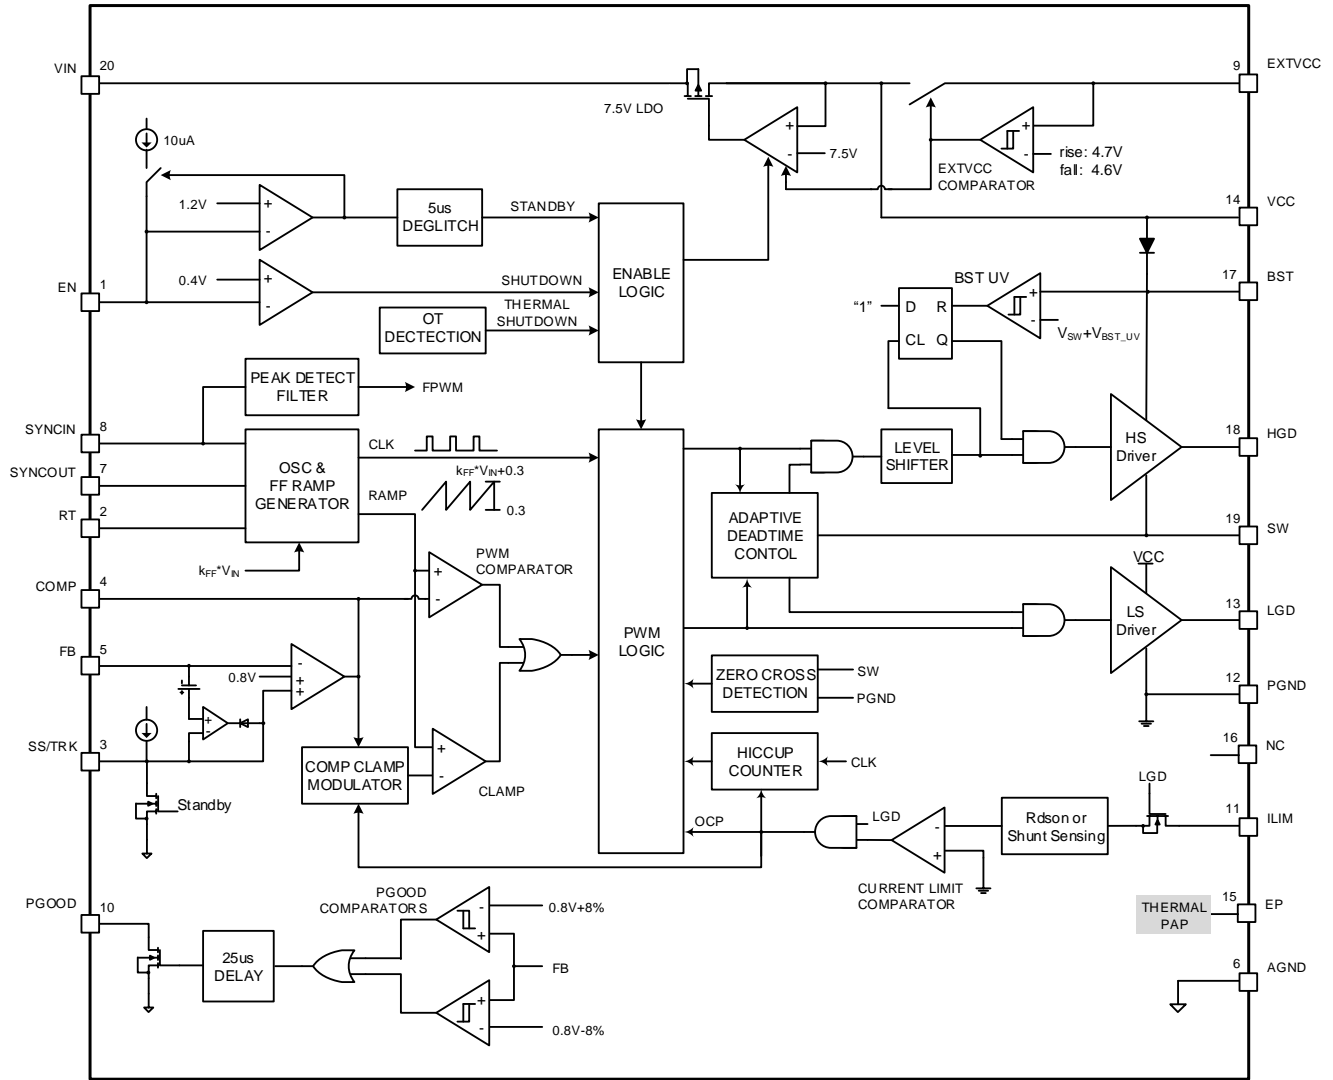 VIN
20
9
EXTVCC
7.5V LDO
10uA
+
-
7.5V
+
-
rise: 4.7V
fall: 4.6V
EXTVCC
COMPARATOR
1.2V
+
-
5us
DEGLITCH
STANDBY
14
VCC
ENABLE
LOGIC
EN
1
0.4V
+
-
SHUTDOWN
THERMAL
SHUTDOWN
OT
DECTECTION
BST UV
17
BST
"1"
D
R
CL
Q
+
-
VSW+VBST_UV
PEAK DETECT
FILTER
FPWM
SYNCIN
8
SYNCOUT
7
RT
2
OSC &
FF RAMP
GENERATOR
CLK
kFF*VIN+0.3
RAMP
0.3
kFF*VIN
LEVEL
SHIFTER
HS
Driver
18
HGD
ADAPTIVE
DEADTIME
CONTOL
19
SW
COMP
4
PWM
COMPARATOR
+
-
VCC
LS
Driver
13
LGD
FB
5
0.8V
-
+
+
PWM
LOGIC
ZERO CROSS
DETECTION
SW
PGND
12
PGND
+
-
SS/TRK
3
COMP CLAMP
MODULATOR
+
-
CLAMP
HICCUP
COUNTER
CLK
16
NC
Standby
OCP
LGD
-
+
CURRENT LIMIT
COMPARATOR
Rdson or
Shunt Sensing
LGD
11
ILIM
PGOOD
10
PGOOD
COMPARATORS
-
+
0.8V+8%
25us
DELAY
FB
+
-
0.8V-8%
THERMAL
PAP
15
EP
6
AGND